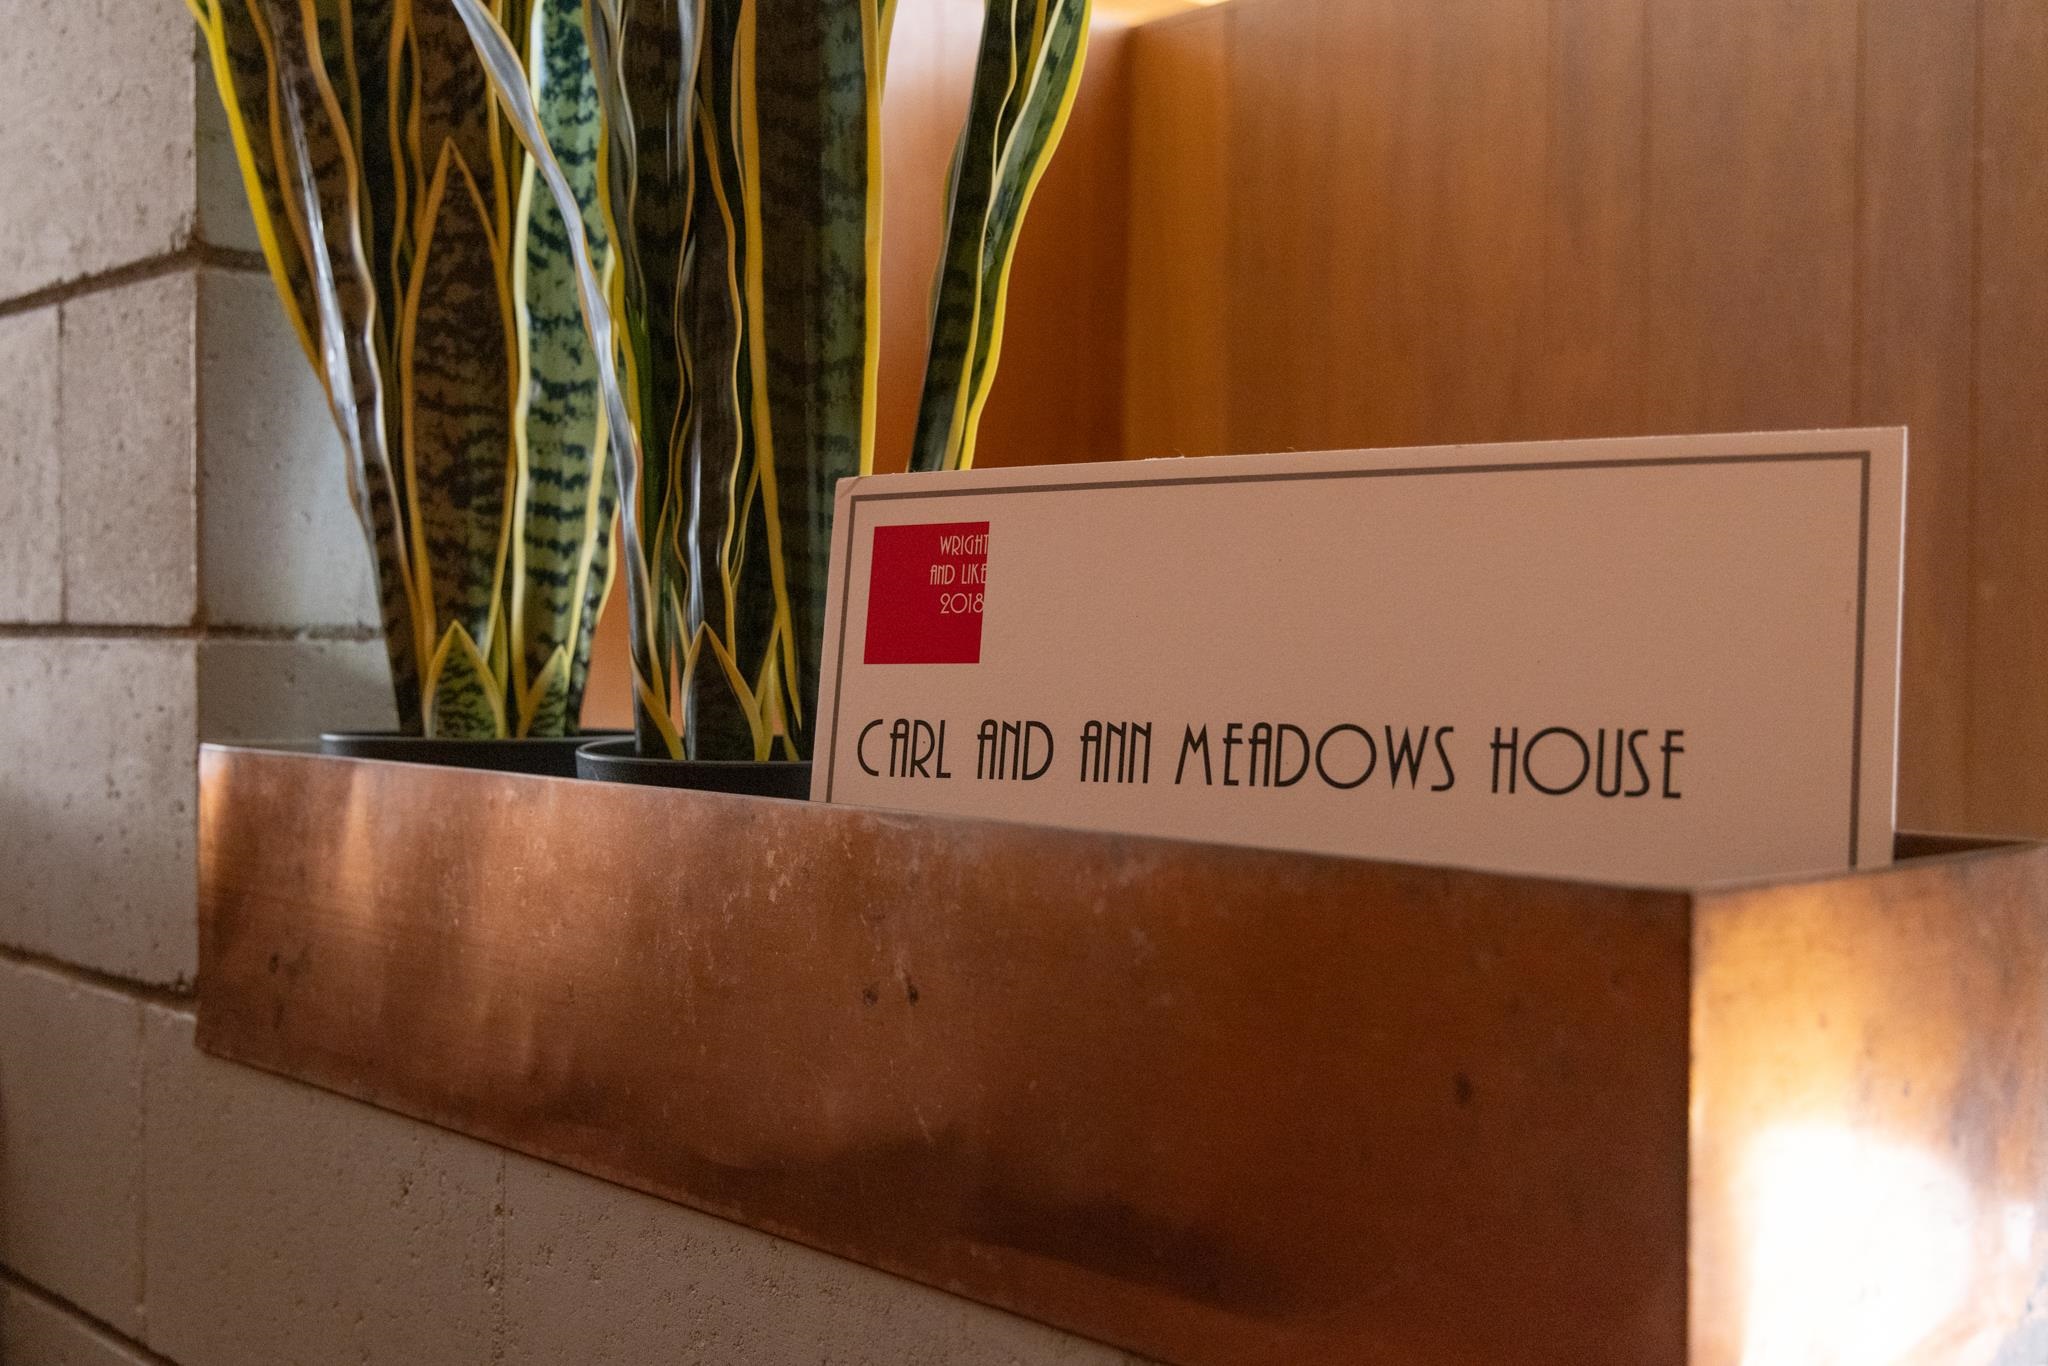 WRIGHT
AND LIKE
2018
CARL AND ANN MEADOWS HOUSE